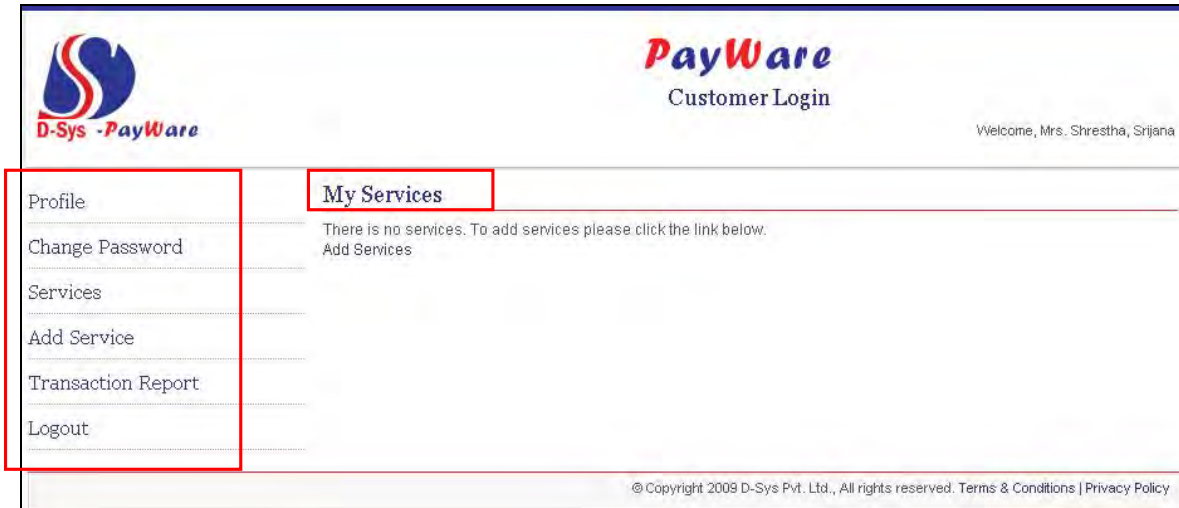 D-Sys -PayWare
PayWare
Customer Login
Welcome, Mrs. Shrestha, Srijana
Profile
Change Password
Services
Add Service
Transaction Report
Logout
My Services
There is no services. To add services please click the link below.
Add Services
© Copyright 2009 D-Sys Pvt. Ltd., All rights reserved. Terms & Conditions | Privacy Policy